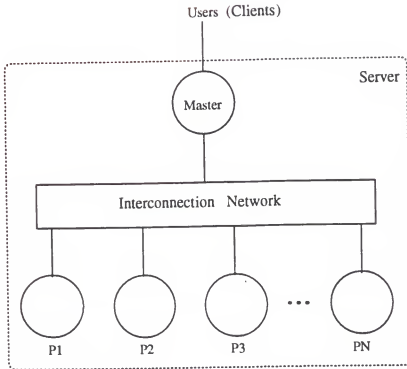 Users (Clients)
Server
Master
Interconnection Network
...
P1 P2 P3 PN